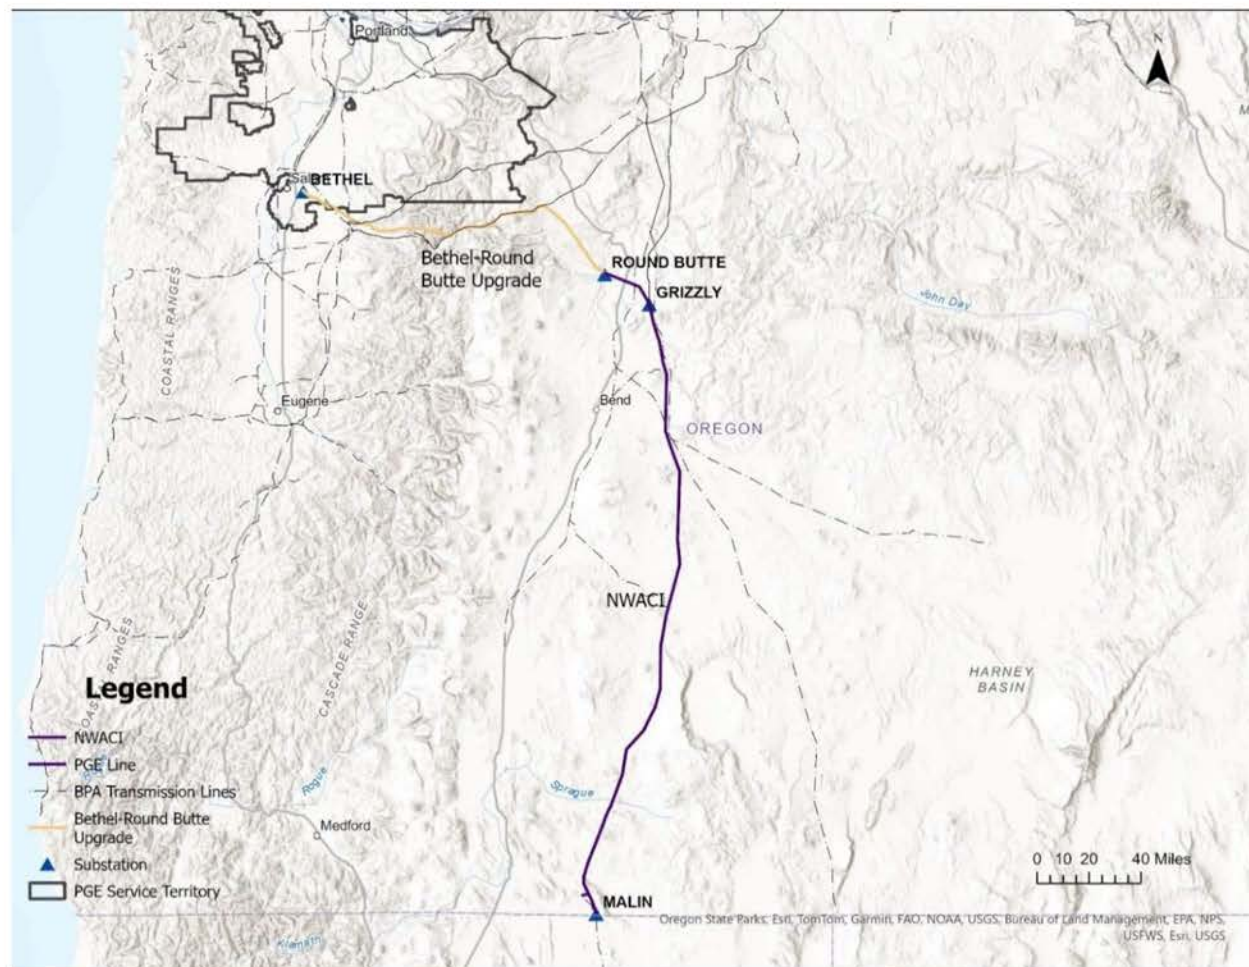 N
Portland
BETHEL
Bethel-Round
Butte Upgrade
ROUND BUTTE
GRIZZLY
John Day
COASTAL RANGES
Eugene
Bend
OREGON
NWACI
CASCADE RANGE
HARNEY
BASIN
Legend
NWACI
PGE Line
BPA Transmission Lines
Bethel-Round Butte
Upgrade
Substation
PGE Service Territory
Rogue
Medford
Sprague
0 10 20 40 Miles
MALIN
Klamath
Oregon State Parks, Esri, TomTom, Garmin, FAO, NOAA, USGS, Bureau of Land Management, EPA, NPS,
USFWS, Esri, USGS